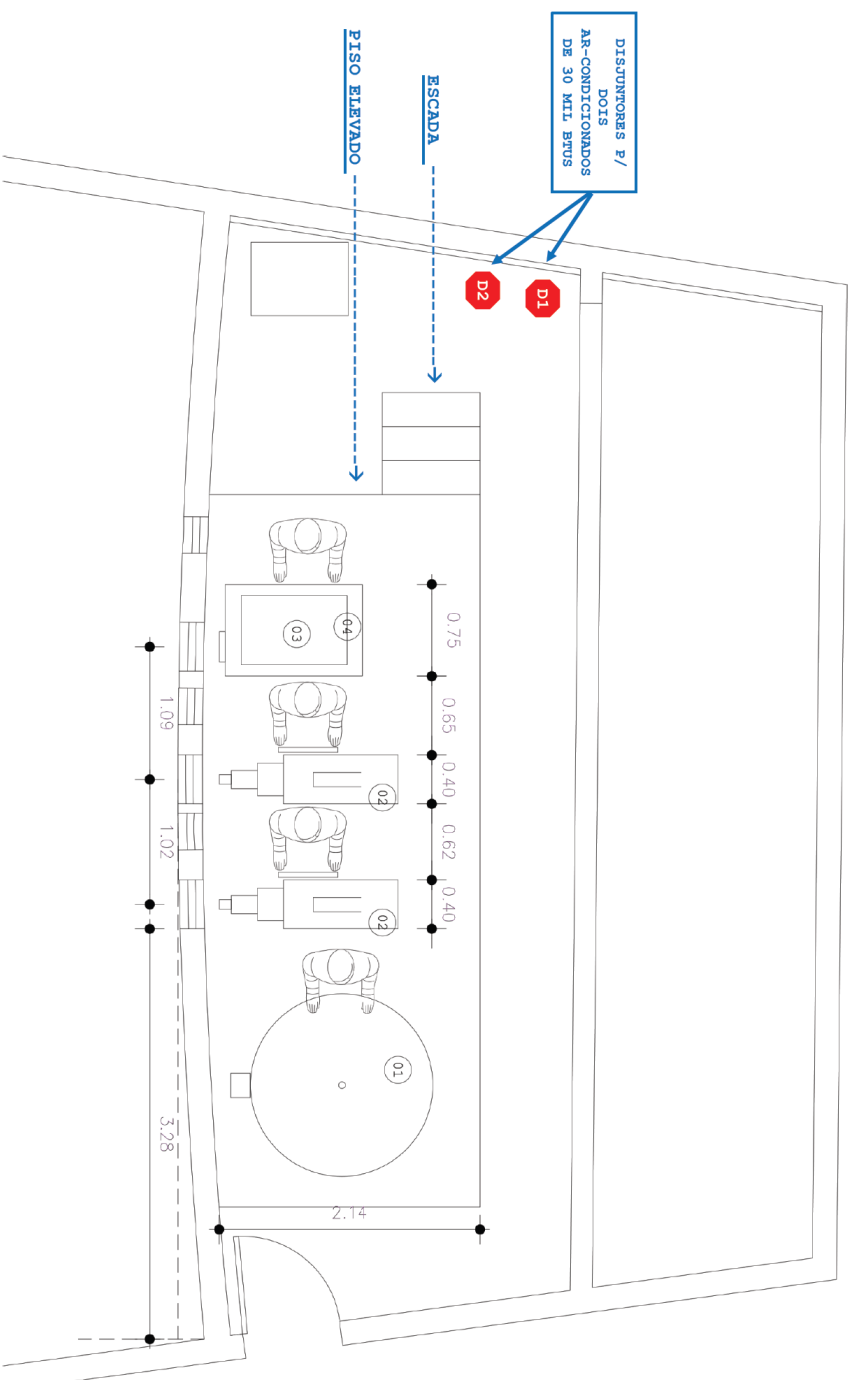 DISJUNTORES P/
DOIS
AR-CONDICIONADOS
DE 30 MIL BTUS
ESCADA
PISO ELEVADO
D1
D2
0.75
0.65
0.40
0.62
0.40
04
03
02
02
01
1.09
1.02
3.28
2.14